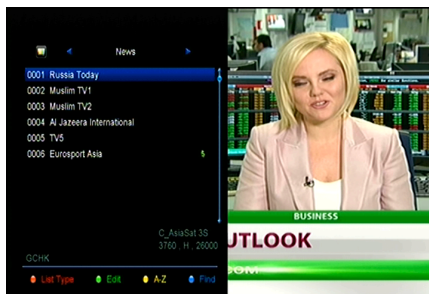 News
0001 Russia Today
0002 Muslim TV1
0003 Muslim TV2
0004 Al Jazeera International
0005 TV5
0006 Eurosport Asia $
C_AsiaSat 3S
3760 , H , 26000
GCHK
List Type Edit A-Z Find
BUSINESS
UTLOOK
.COM